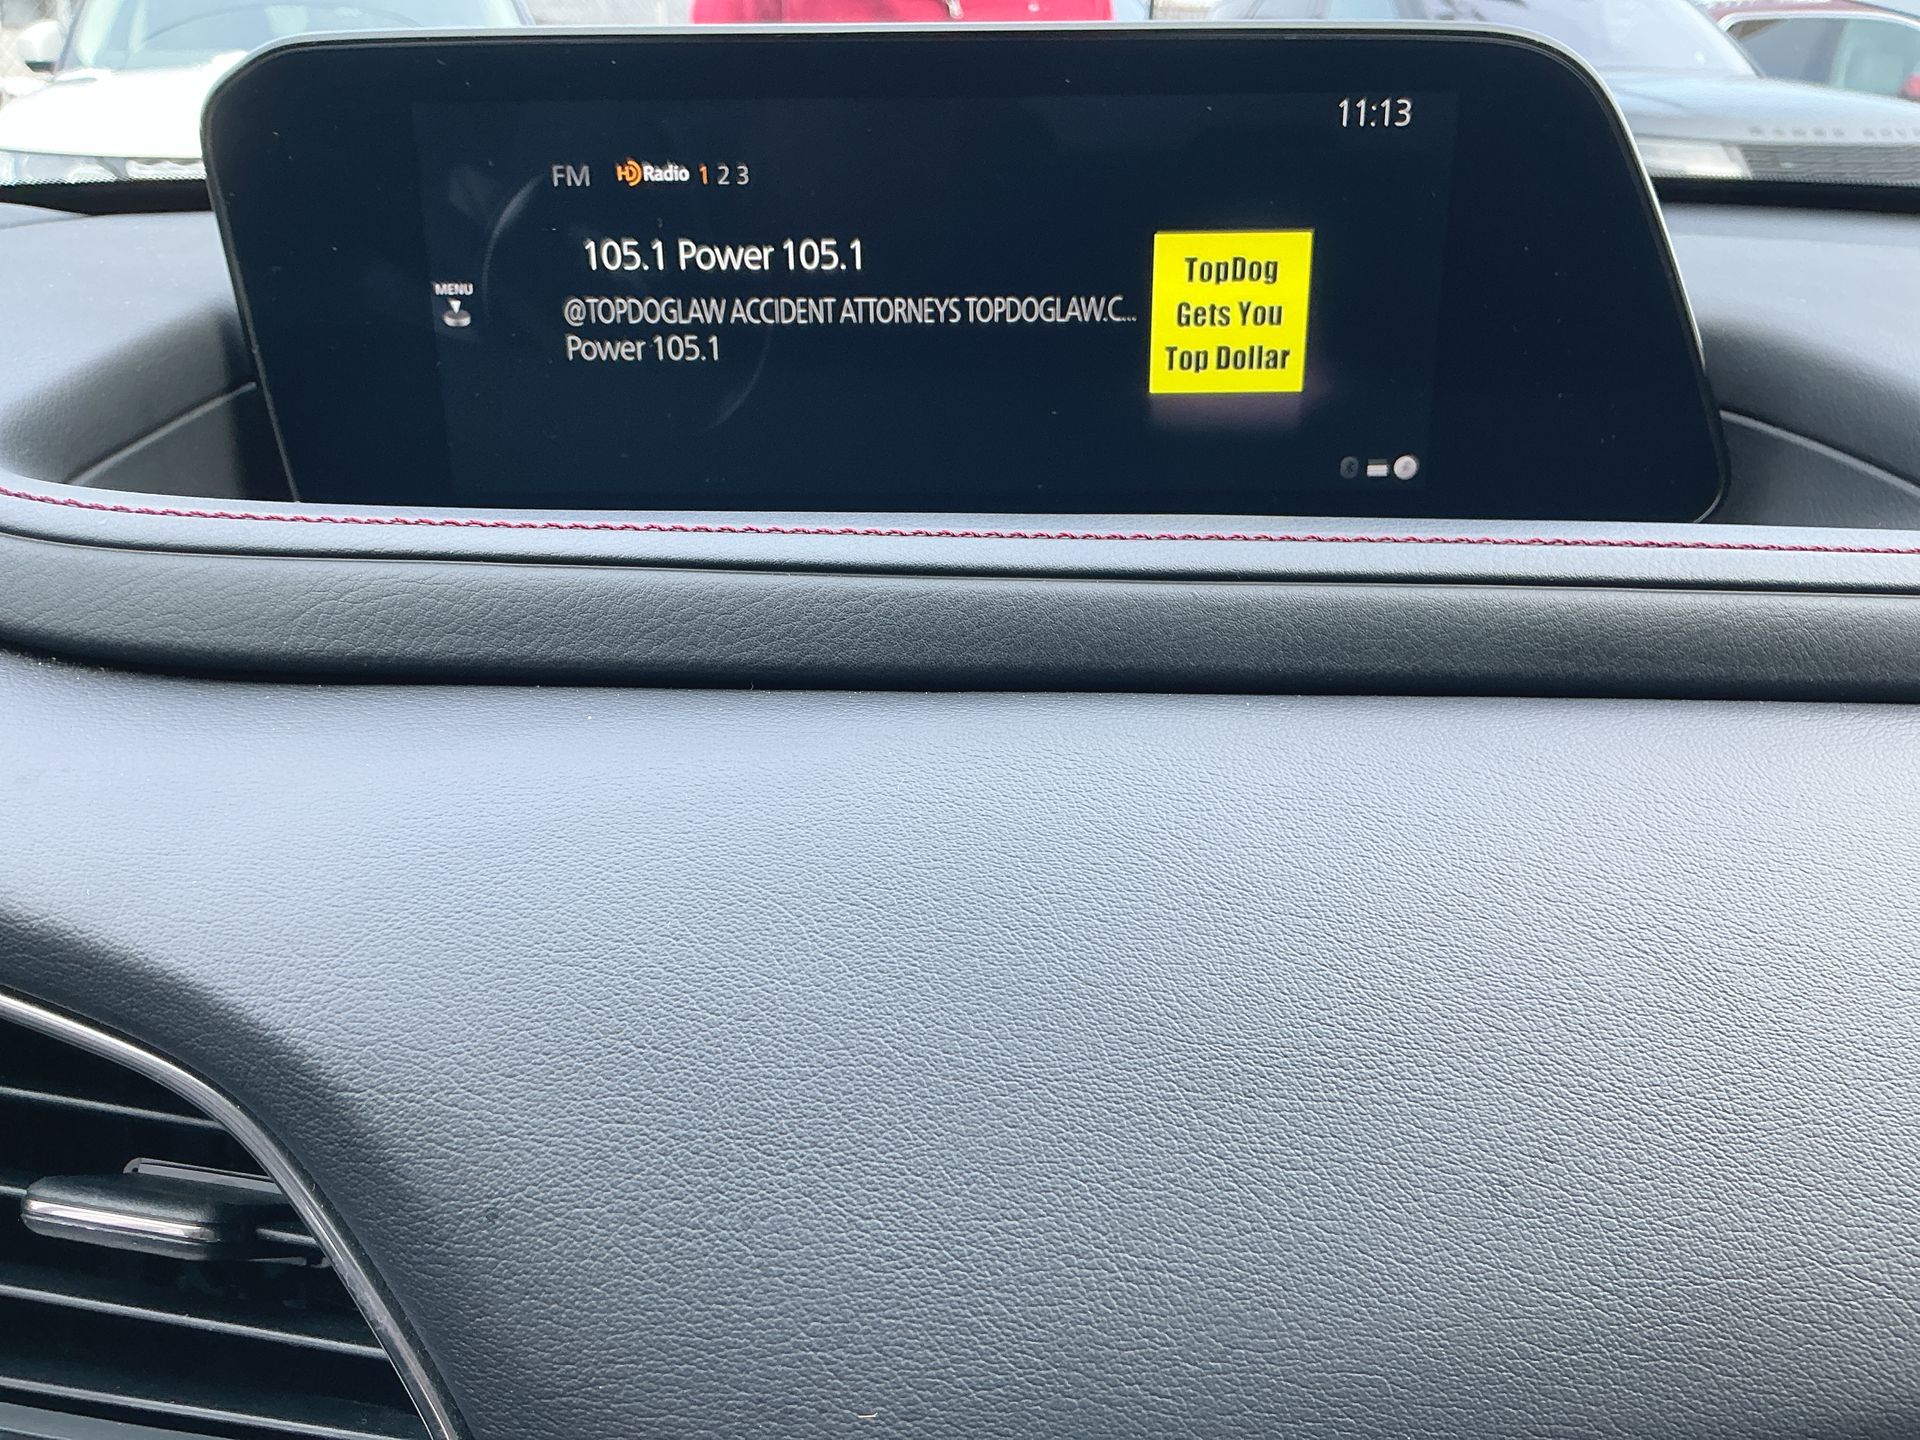 11:13
FM HD Radio 1 2 3
105.1 Power 105.1
MENU
@TOPDOGLAW ACCIDENT ATTORNEYS TOPDOGLAW.C...
Power 105.1
TopDog
Gets You
Top Dollar